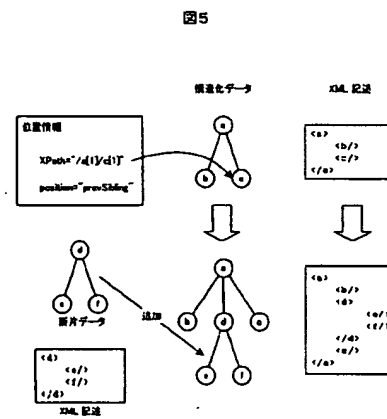 図5
構造化データ
XML 記述
位置情報
XPath="/a[1]/c[1]"
position="prevSibling"
a
b
c
<a>
<b/>
<c/>
</a>
d
e
f
断片データ
追加
a
b
d
c
e
f
<d>
<e/>
<f/>
</d>
XML 記述
<a>
<b/>
<d>
<e/>
<f/>
</d>
<c/>
</a>